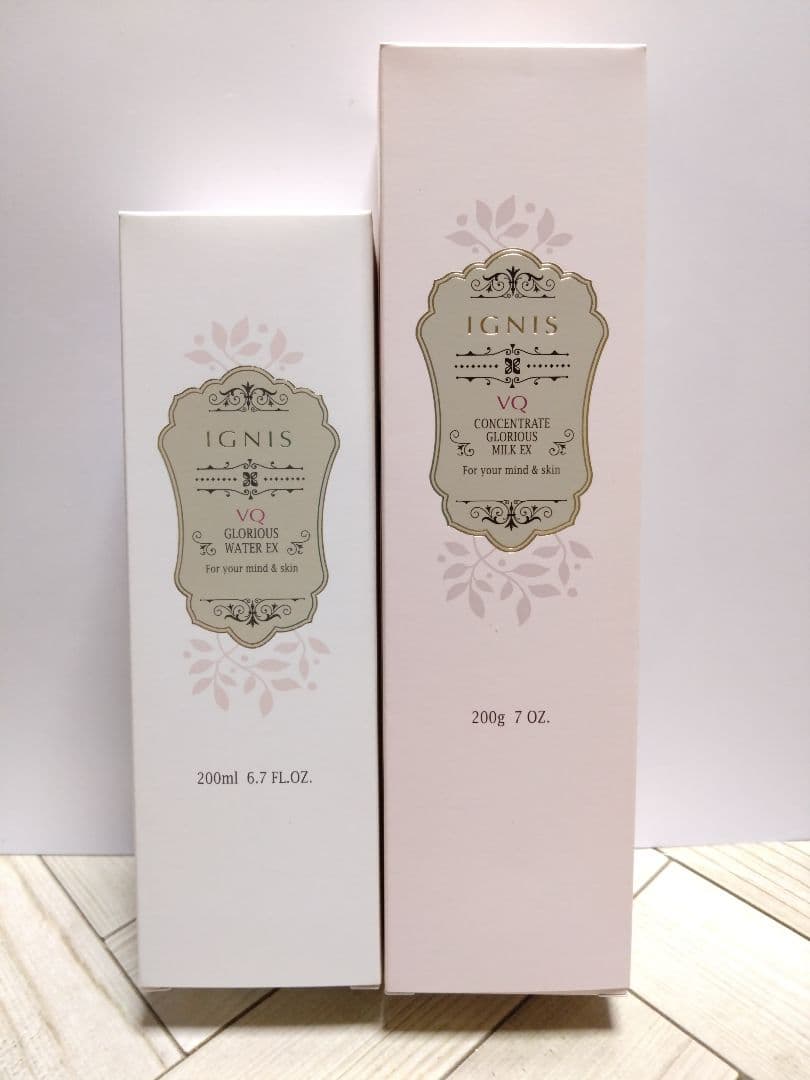 IGNIS
VQ
GLORIOUS
WATER EX
For your mind & skin
200ml 6.7 FL.OZ.
IGNIS
VQ
CONCENTRATE
GLORIOUS
MILK EX
For your mind & skin
200g 7 OZ.